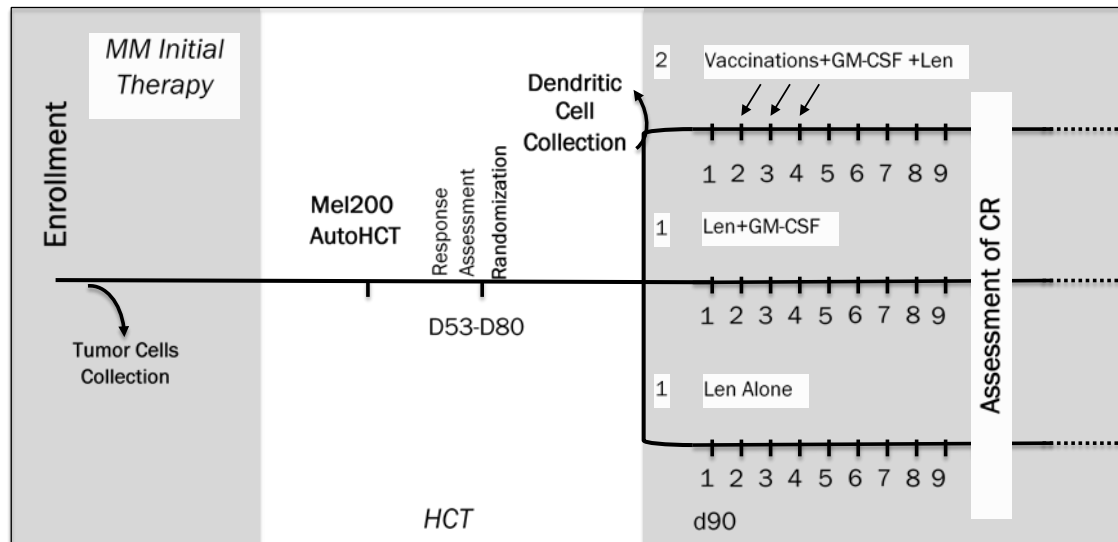 MM Initial
Therapy
Enrollment
Tumor Cells
Collection
Mel200
AutoHCT
Response
Assessment
Randomization
D53-D80
HCT
Dendritic
Cell
Collection
2 Vaccinations+GM-CSF +Len
1 2 3 4 5 6 7 8 9
1 Len+GM-CSF
1 2 3 4 5 6 7 8 9
1 Len Alone
1 2 3 4 5 6 7 8 9
d90
Assessment of CR